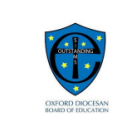 OUTSTANDING
S
I
M
S
OXFORD DIOCESAN
BOARD OF EDUCATION